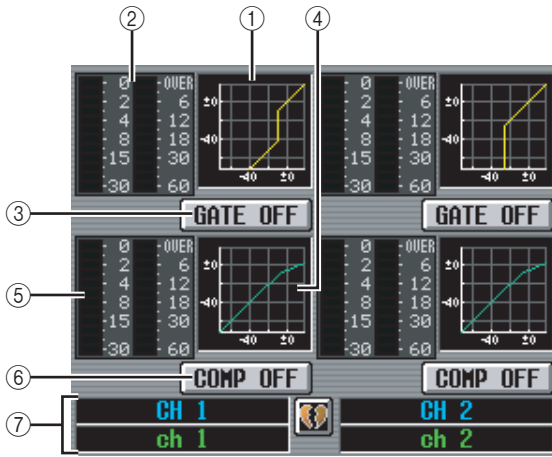 ② ① ④
0 OVER 0 OVER
2 6 ±0 2 6 ±0
4 12 4 12
8 18 -40 8 18 -40
15 30 15 30
30 60 -40 ±0 30 60 -40 ±0
③ GATE OFF GATE OFF
0 OVER 0 OVER
2 6 ±0 2 6 ±0
4 12 4 12
⑤ 8 18 -40 8 18 -40
15 30 15 30
30 60 -40 ±0 30 60 -40 ±0
⑥ COMP OFF COMP OFF
⑦ CH 1 CH 2
ch 1 ch 2